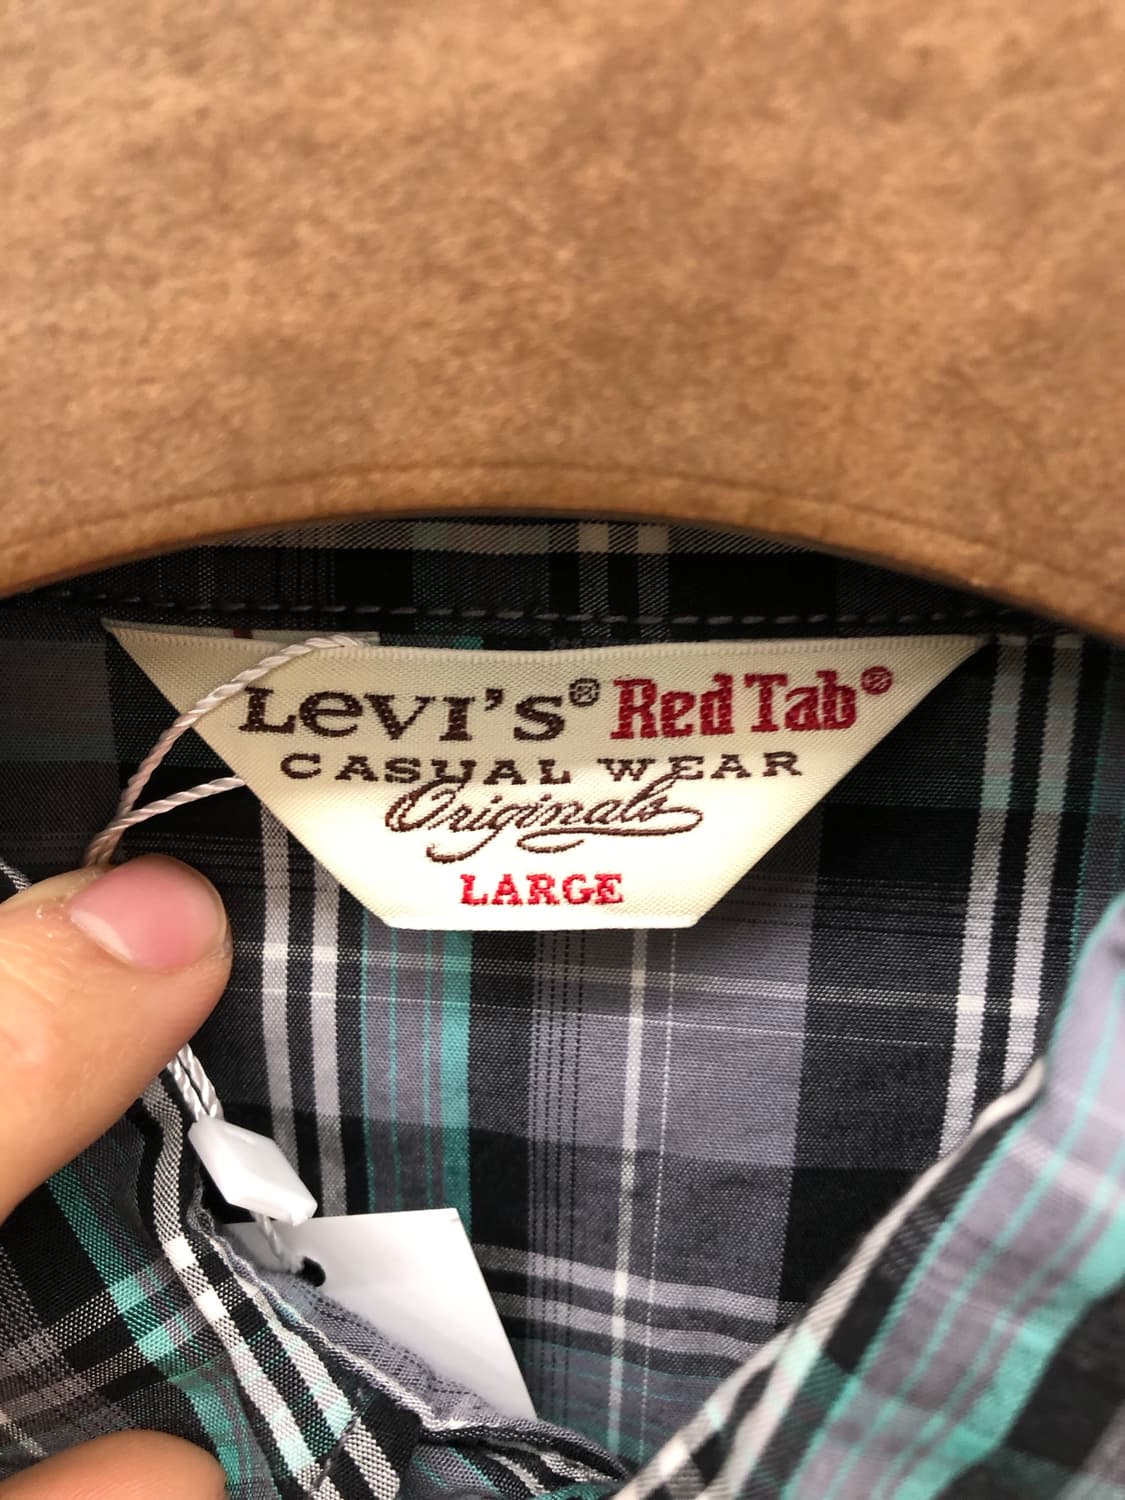 Levi's® Red Tab®
CASUAL WEAR
Originals
LARGE